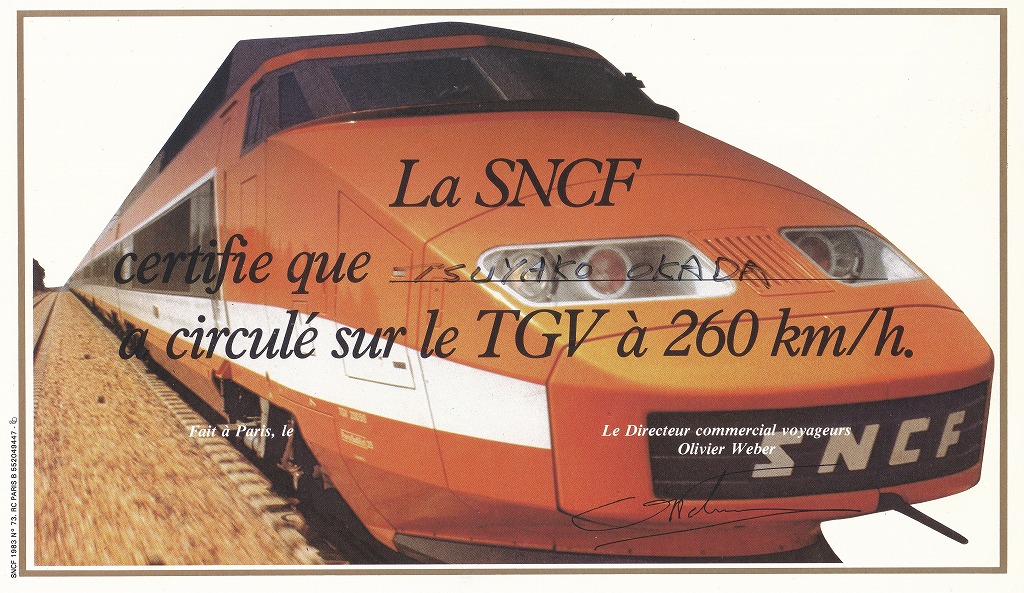 La SNCF
certifie que TSUYAKO OKADA
a circulé sur le TGV à 260 km/h.
Fait à Paris, le
Le Directeur commercial voyageurs
Olivier Weber
SNCF
SNCF 1983 N° 73. RC PARIS B 552049447 -